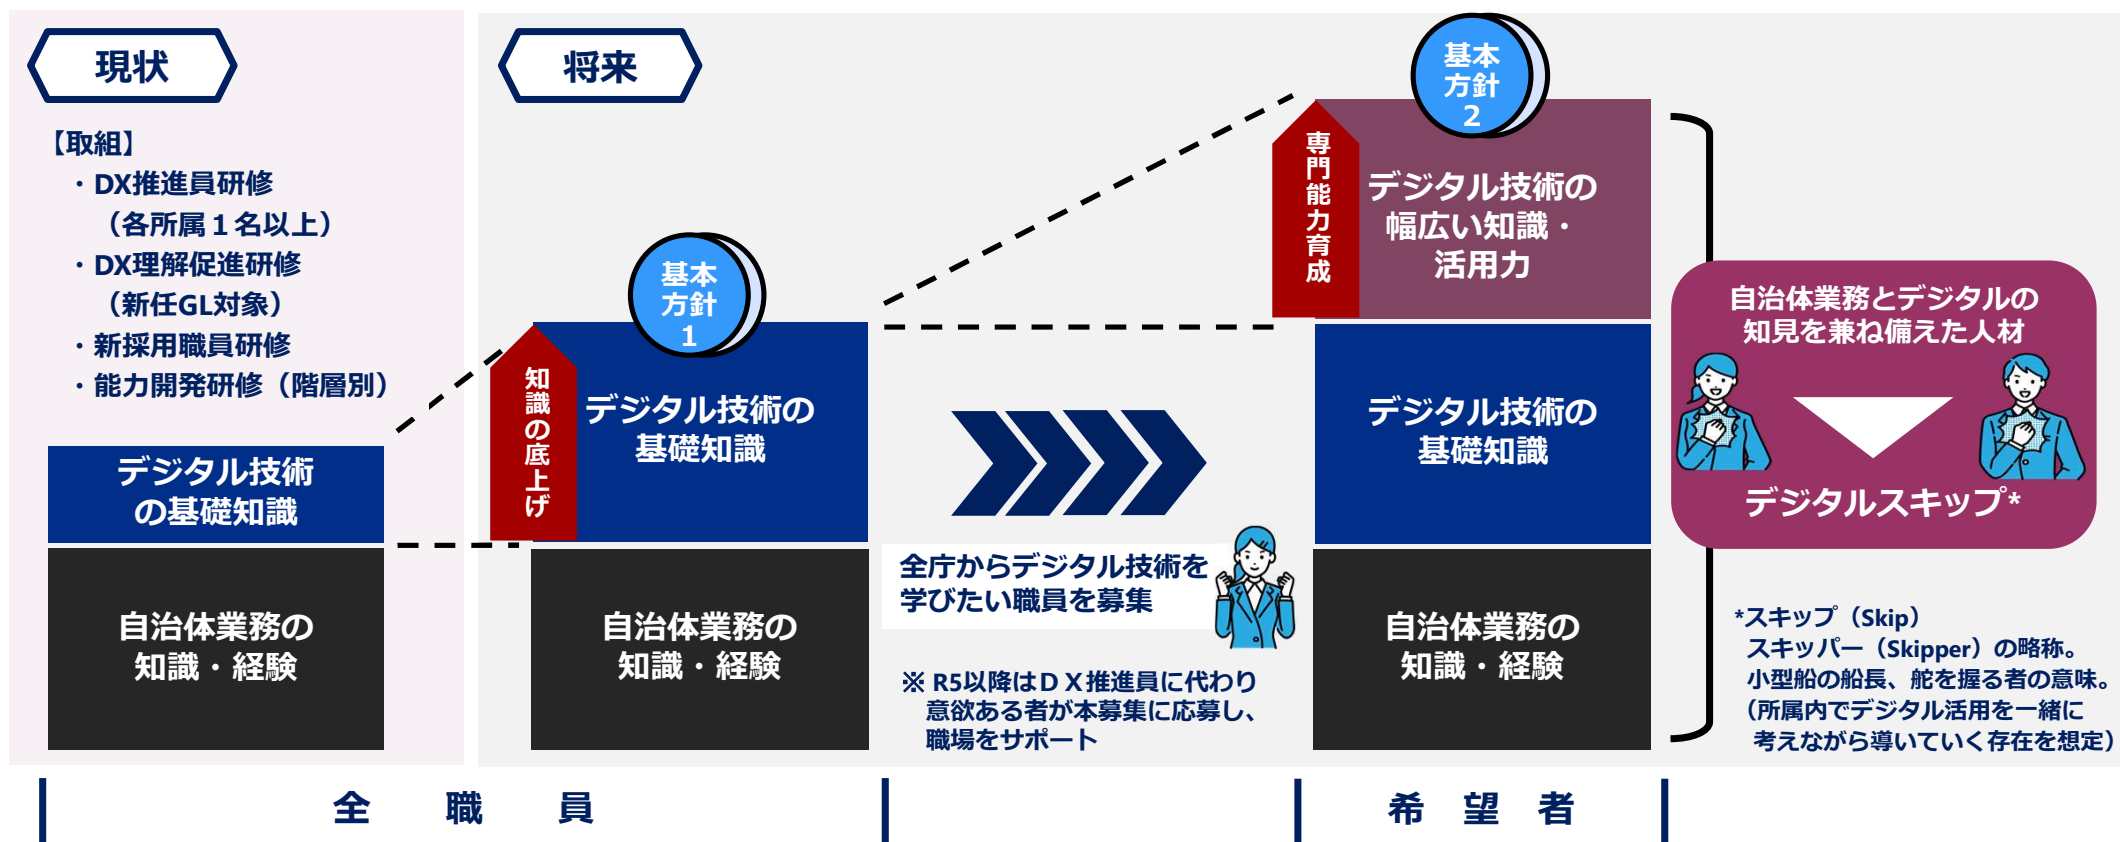 現状
【取組】
・DX推進員研修
（各所属１名以上）
・DX理解促進研修
（新任GL対象）
・新採用職員研修
・能力開発研修（階層別）
デジタル技術
の基礎知識
自治体業務の
知識・経験
将来
基本
方針
1
知識の底上げ
デジタル技術の
基礎知識
自治体業務の
知識・経験
全庁からデジタル技術を
学びたい職員を募集
※ R5以降はＤＸ推進員に代わり
意欲ある者が本募集に応募し、
職場をサポート
基本
方針
2
専門能力育成
デジタル技術の
幅広い知識・
活用力
デジタル技術の
基礎知識
自治体業務の
知識・経験
自治体業務とデジタルの
知見を兼ね備えた人材
デジタルスキップ*
*スキップ（Skip）
スキッパー（Skipper）の略称。
小型船の船長、舵を握る者の意味。
（所属内でデジタル活用を一緒に
考えながら導いていく存在を想定）
全　職　員
希　望　者